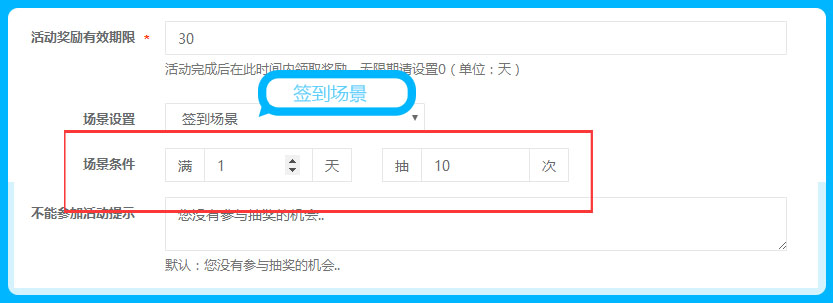 活动奖励有效期限 * 30
活动完成后在此时间内领取奖励，无限期请设置0（单位：天）
签到场景
场景设置 签到场景
场景条件 满 1 天 抽 10 次
不能参加活动提示 您没有参与抽奖的机会..
默认：您没有参与抽奖的机会..